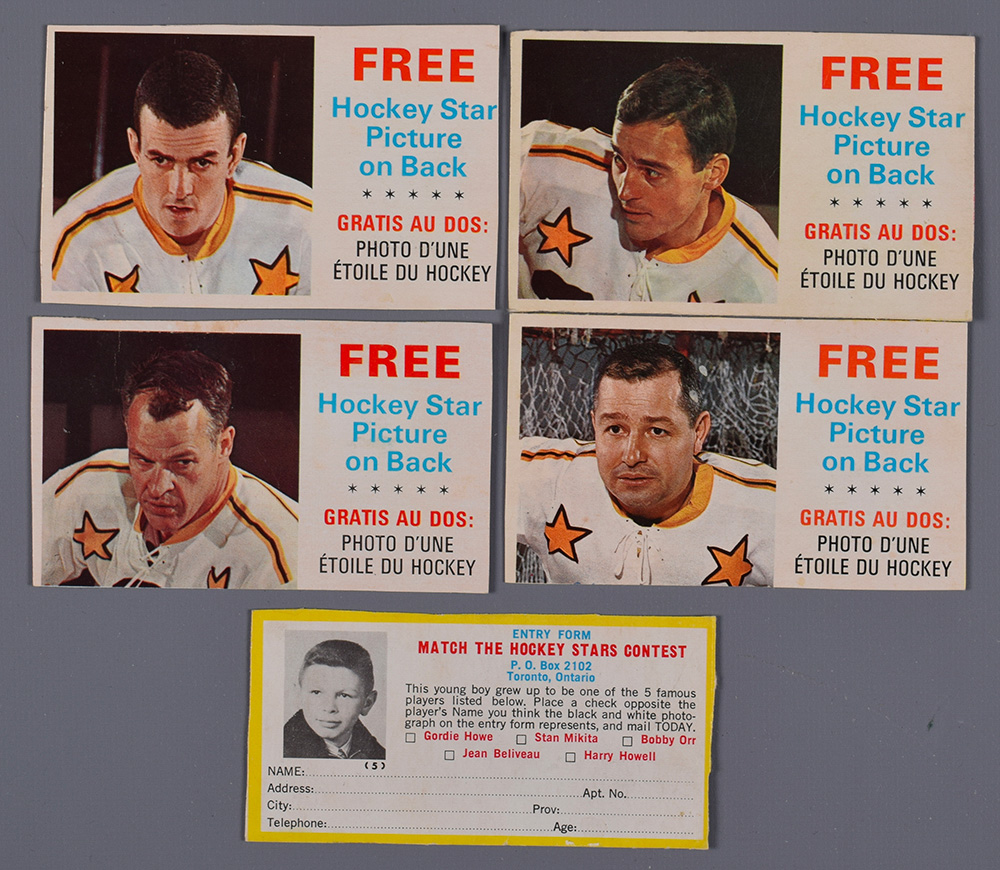 FREE
Hockey Star
Picture
on Back
★ ★ ★ ★ ★
GRATIS AU DOS:
PHOTO D'UNE
ÉTOILE DU HOCKEY
FREE
Hockey Star
Picture
on Back
★ ★ ★ ★ ★
GRATIS AU DOS:
PHOTO D'UNE
ÉTOILE DU HOCKEY
FREE
Hockey Star
Picture
on Back
★ ★ ★ ★ ★
GRATIS AU DOS:
PHOTO D'UNE
ÉTOILE DU HOCKEY
FREE
Hockey Star
Picture
on Back
★ ★ ★ ★ ★
GRATIS AU DOS:
PHOTO D'UNE
ÉTOILE DU HOCKEY
ENTRY FORM
MATCH THE HOCKEY STARS CONTEST
P. O. Box 2102
Toronto, Ontario
This young boy grew up to be one of the 5 famous
players listed below. Place a check opposite the
player's Name you think the black and white photo-
graph on the entry form represents, and mail TODAY.
☐ Gordie Howe ☐ Stan Mikita ☐ Bobby Orr
☐ Jean Beliveau ☐ Harry Howell
(5)
NAME:
Address: Apt. No.
City: Prov:
Telephone: Age: